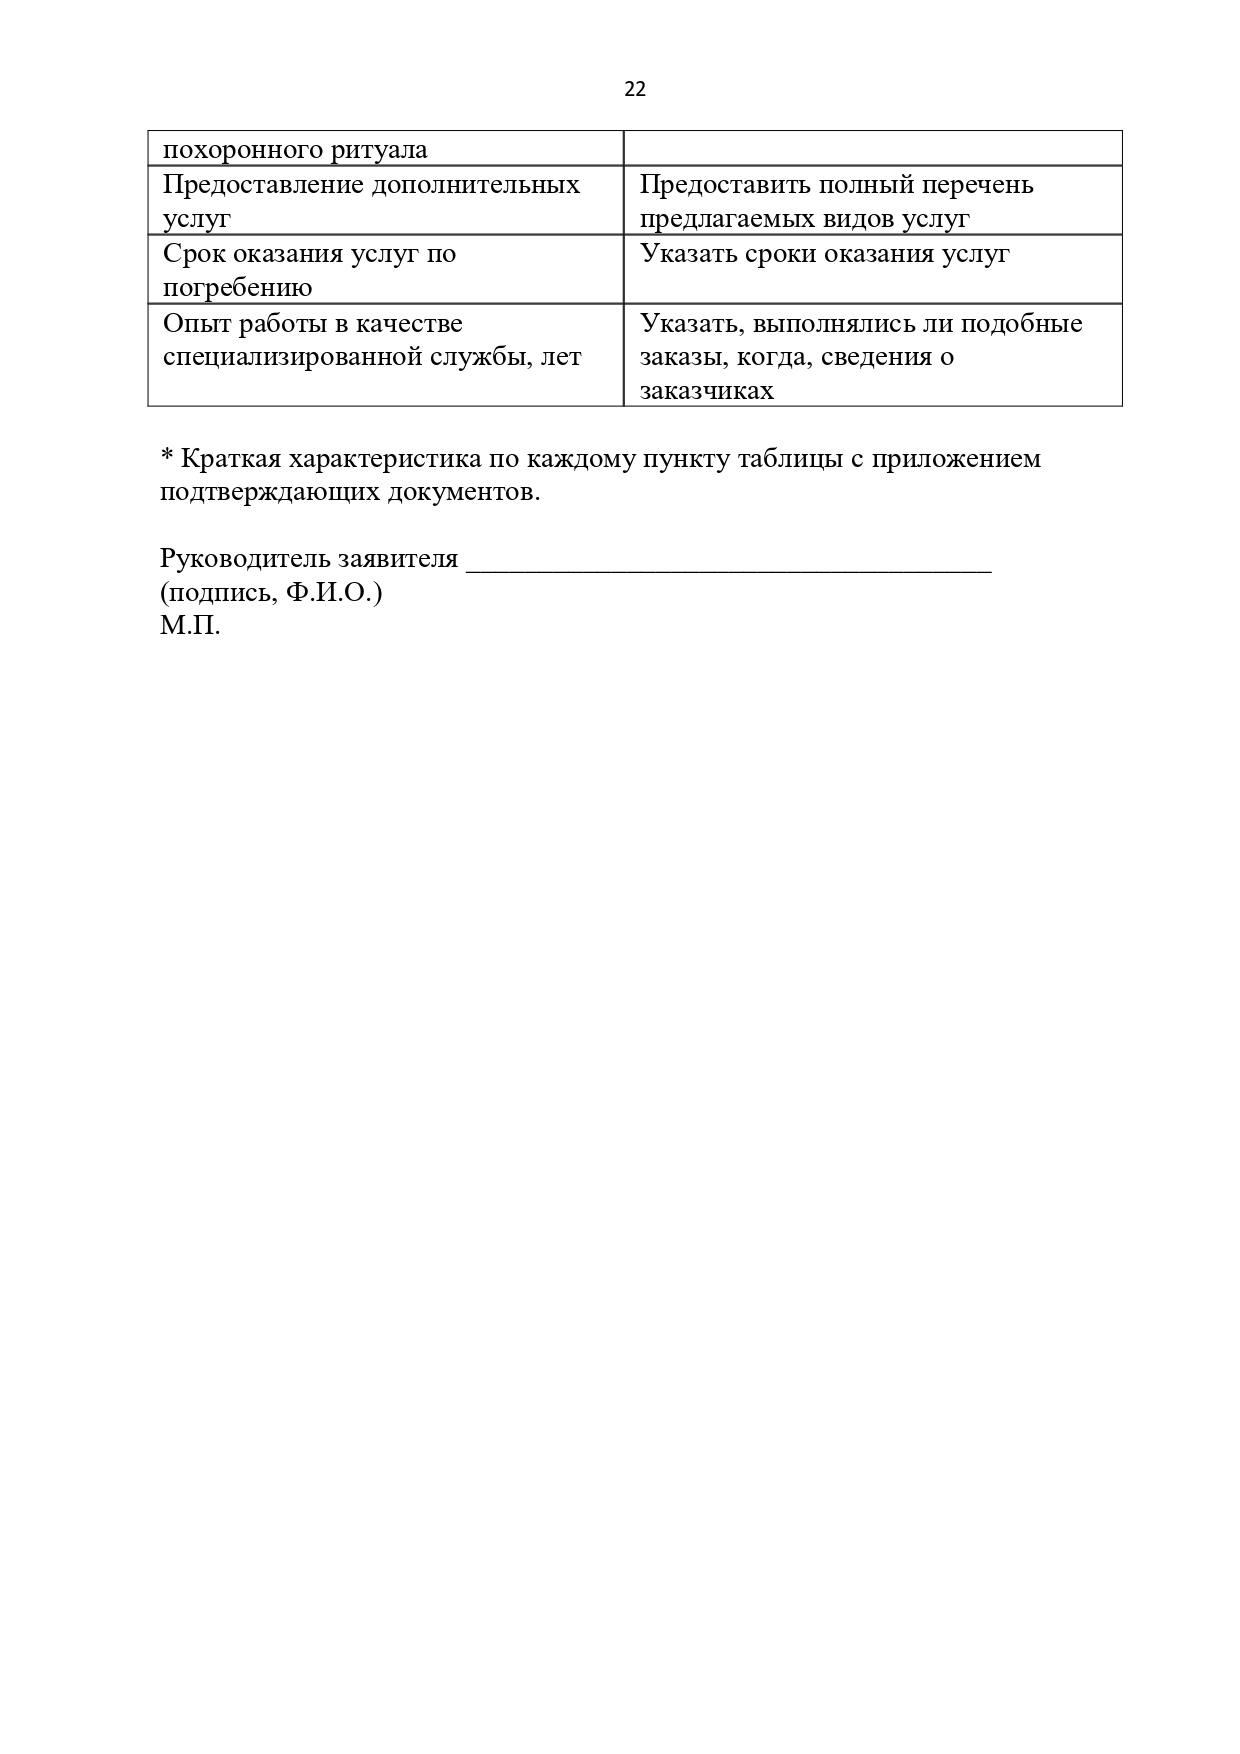 22
похоронного ритуала
Предоставление дополнительных
услуг
Предоставить полный перечень
предлагаемых видов услуг
Срок оказания услуг по
погребению
Указать сроки оказания услуг
Опыт работы в качестве
специализированной службы, лет
Указать, выполнялись ли подобные
заказы, когда, сведения о
заказчиках
* Краткая характеристика по каждому пункту таблицы с приложением
подтверждающих документов.
Руководитель заявителя ____________________________________
(подпись, Ф.И.О.)
М.П.